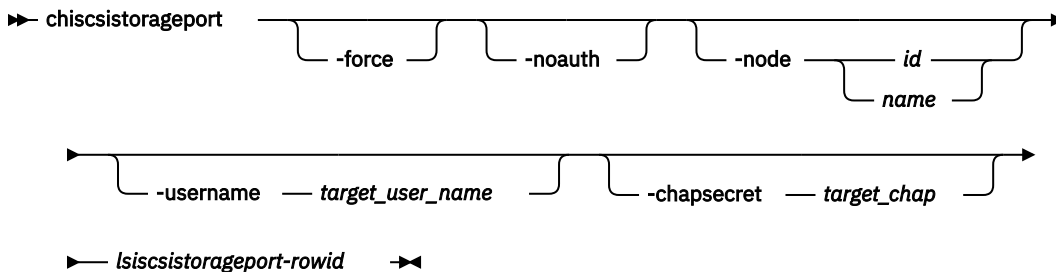 chiscsistorageport -force -noauth -node id
name
-username target_user_name -chapsecret target_chap
lsiscsistorageport-rowid